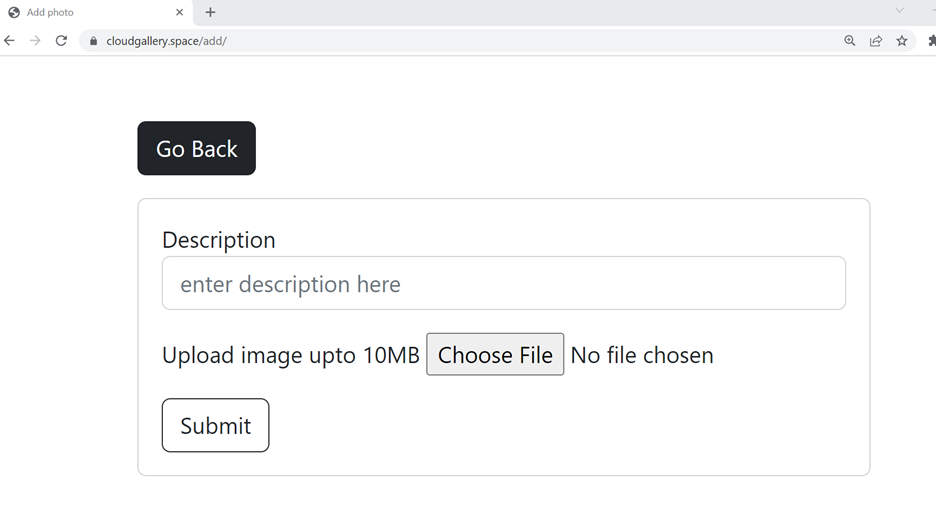 Add photo
cloudgallery.space/add/
Go Back
Description
enter description here
Upload image upto 10MB Choose File No file chosen
Submit